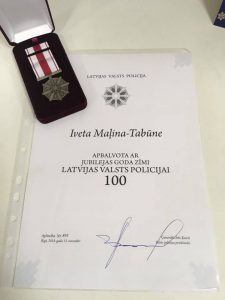 LATVIJAS VALSTS POLICIJA
Iveta Maļina-Tabūne
APBALVOTA AR
JUBILEJAS GODA ZĪMI
LATVIJAS VALSTS POLICIJAI
100